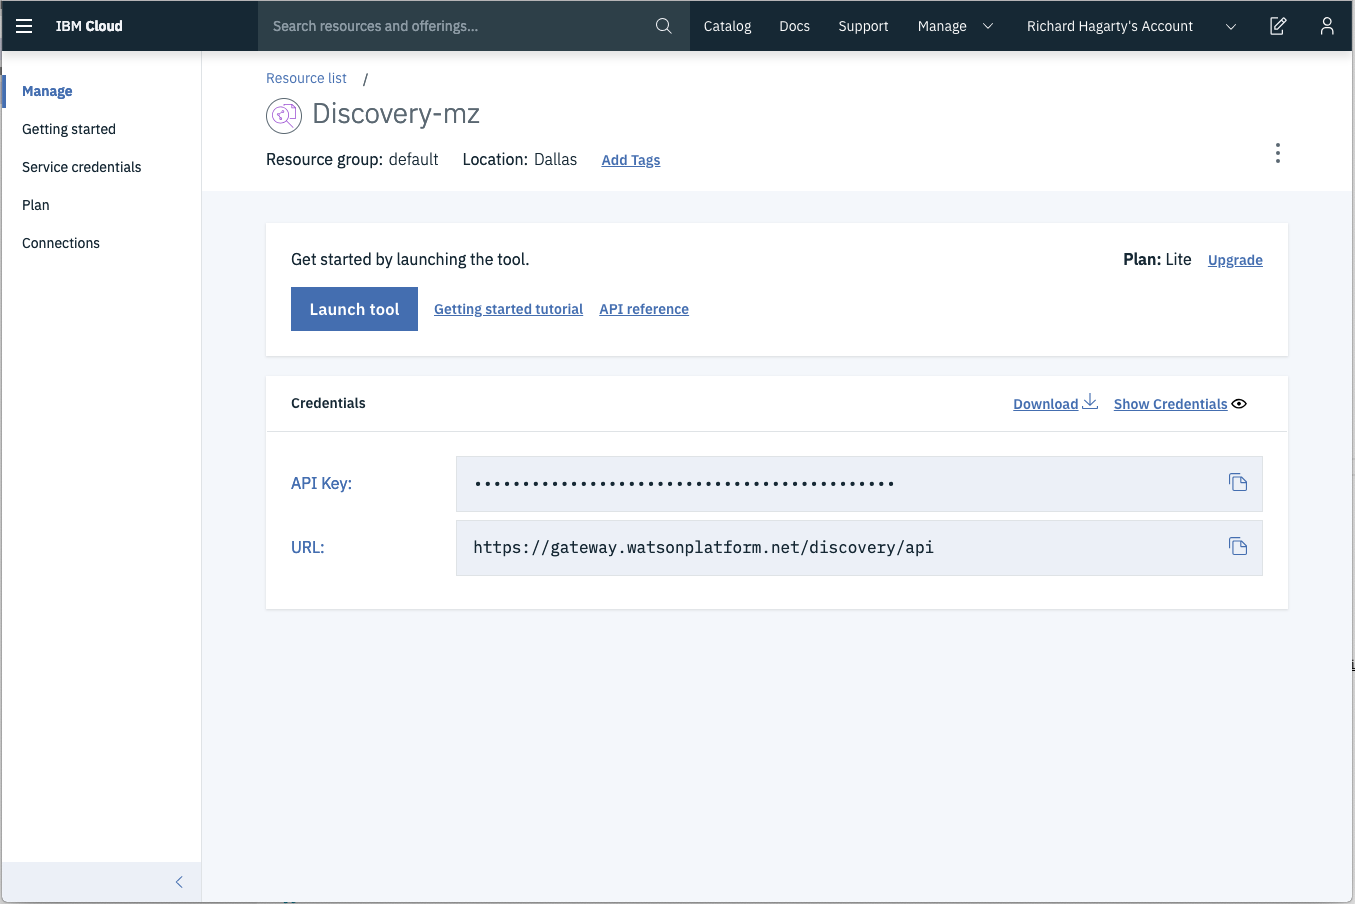 IBM Cloud
Search resources and offerings...
Catalog
Docs
Support
Manage
Richard Hagarty's Account
Manage
Getting started
Service credentials
Plan
Connections
Resource list /
Discovery-mz
Resource group: default Location: Dallas Add Tags
Get started by launching the tool.
Plan: Lite Upgrade
Launch tool
Getting started tutorial
API reference
Credentials
Download
Show Credentials
API Key: •••••••••••••••••••••••••••••••••••••••••••• 
URL: https://gateway.watsonplatform.net/discovery/api